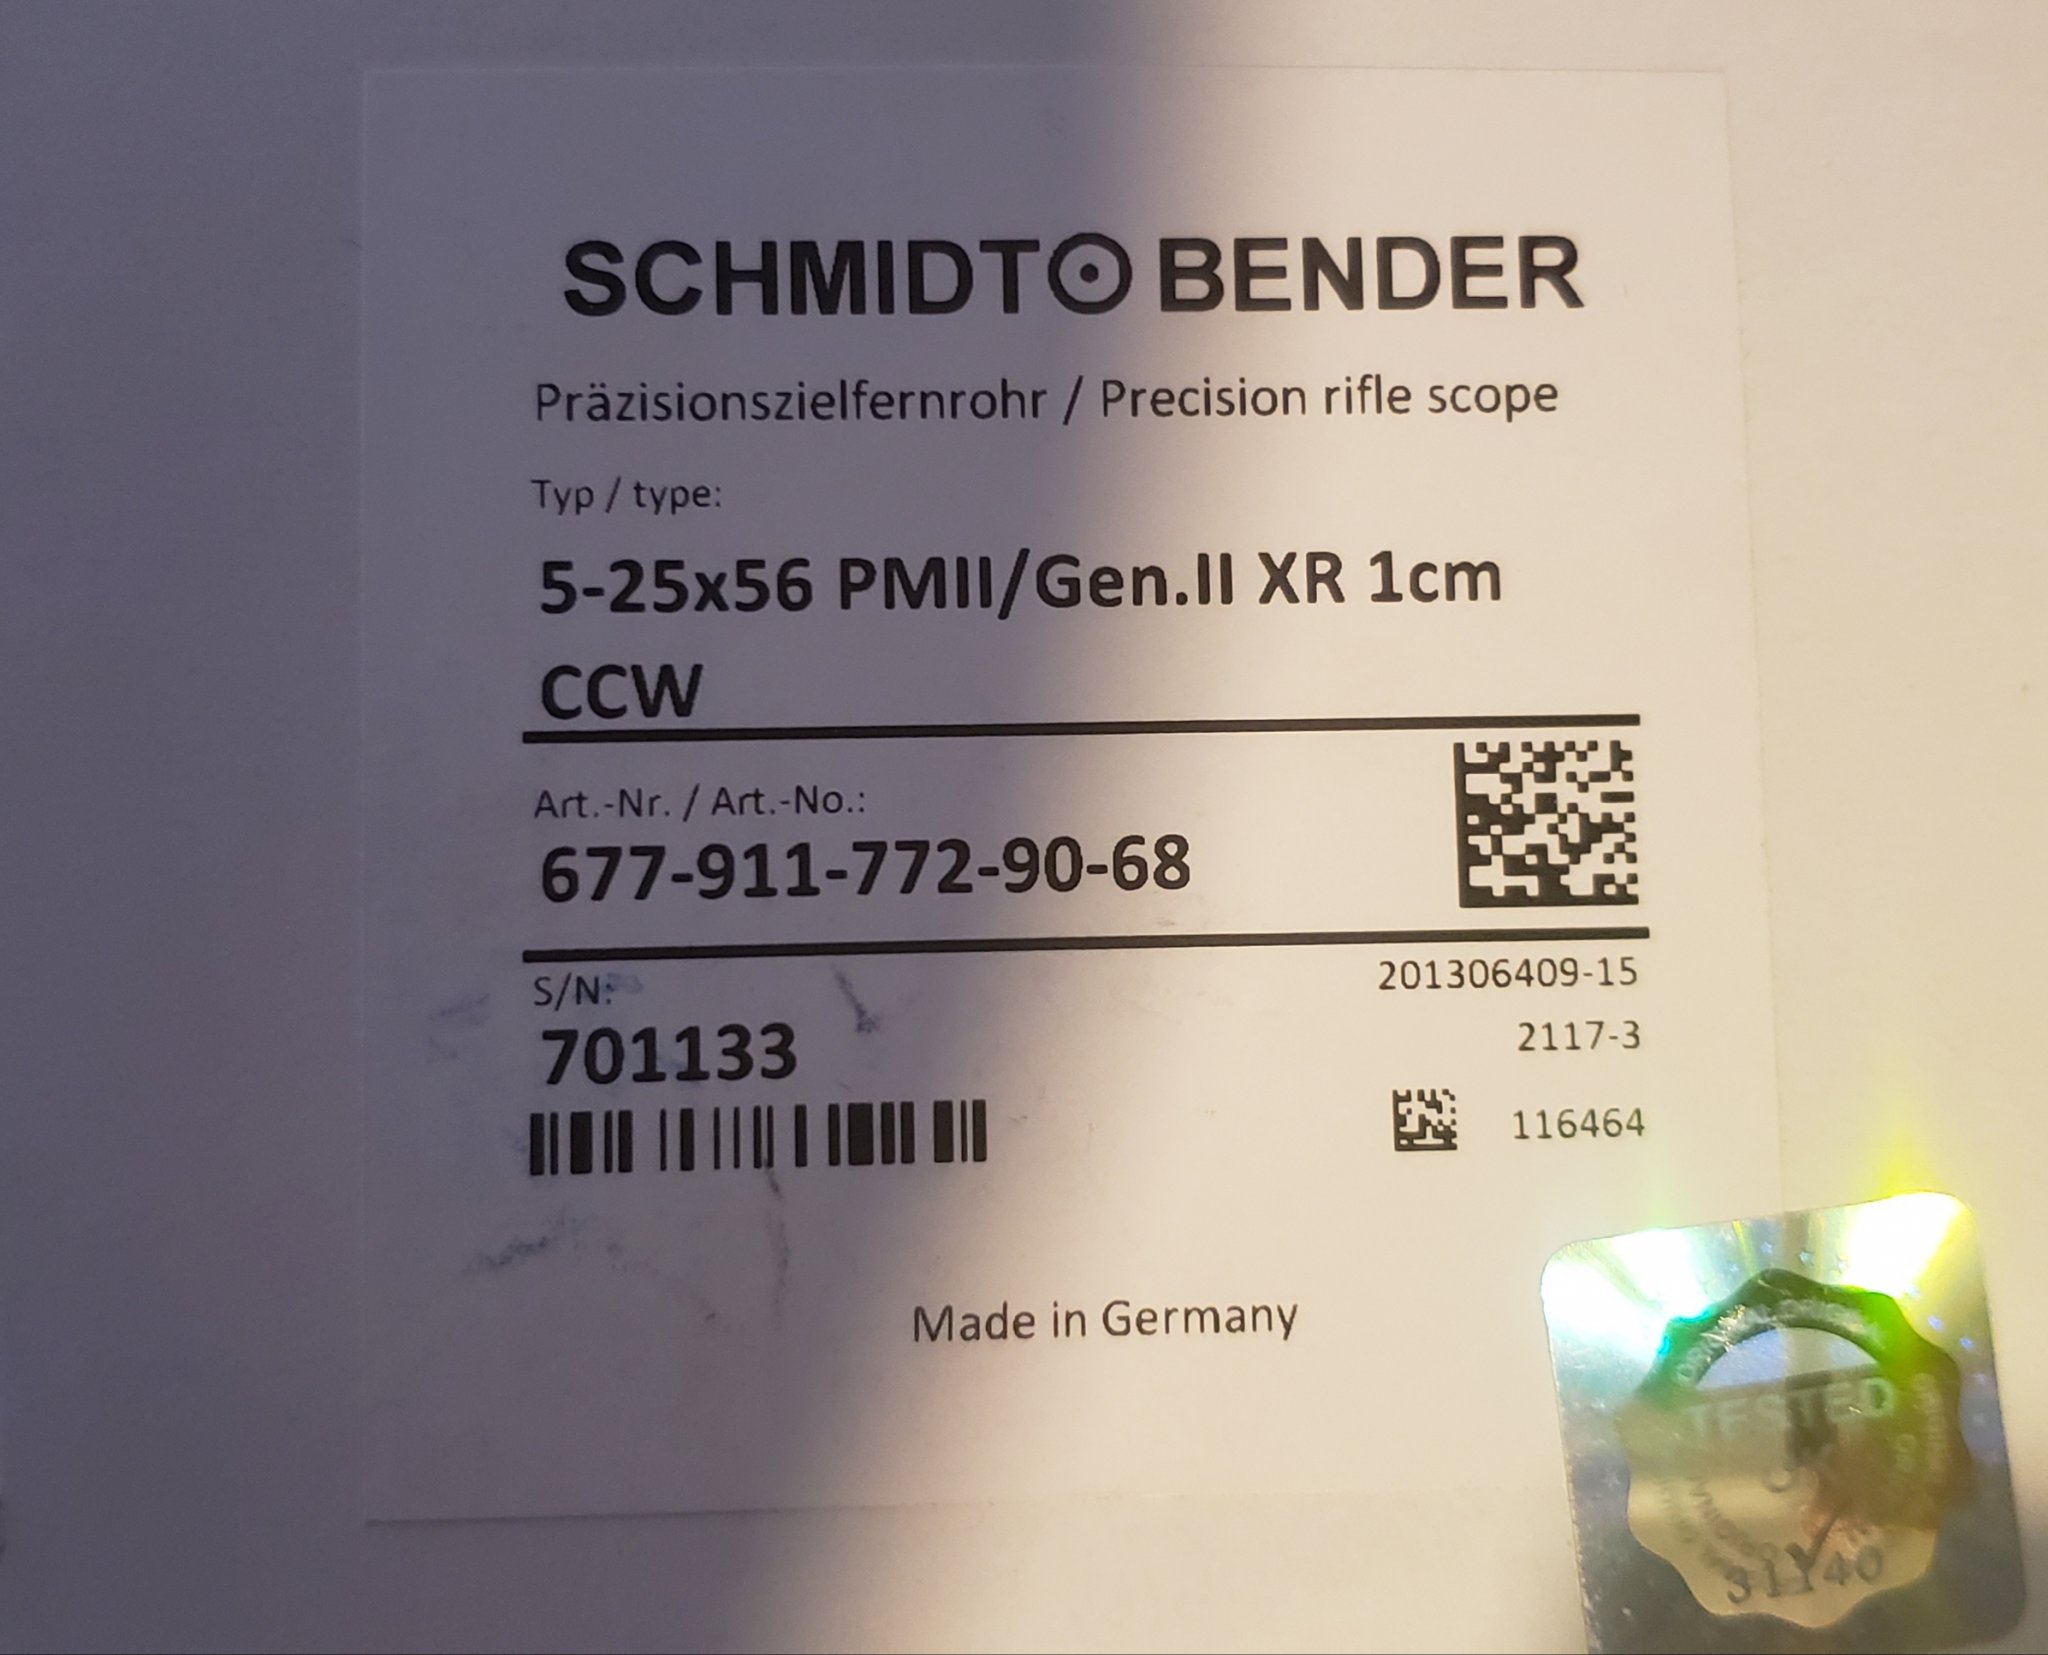 SCHMIDT BENDER
Präzisionszielfernrohr / Precision rifle scope
Typ / type:
5-25x56 PMII/Gen.II XR 1cm
CCW
Art.-Nr. / Art.-No.:
677-911-772-90-68
S/N:
701133
201306409-15
2117-3
116464
Made in Germany
TESTED
31Y40